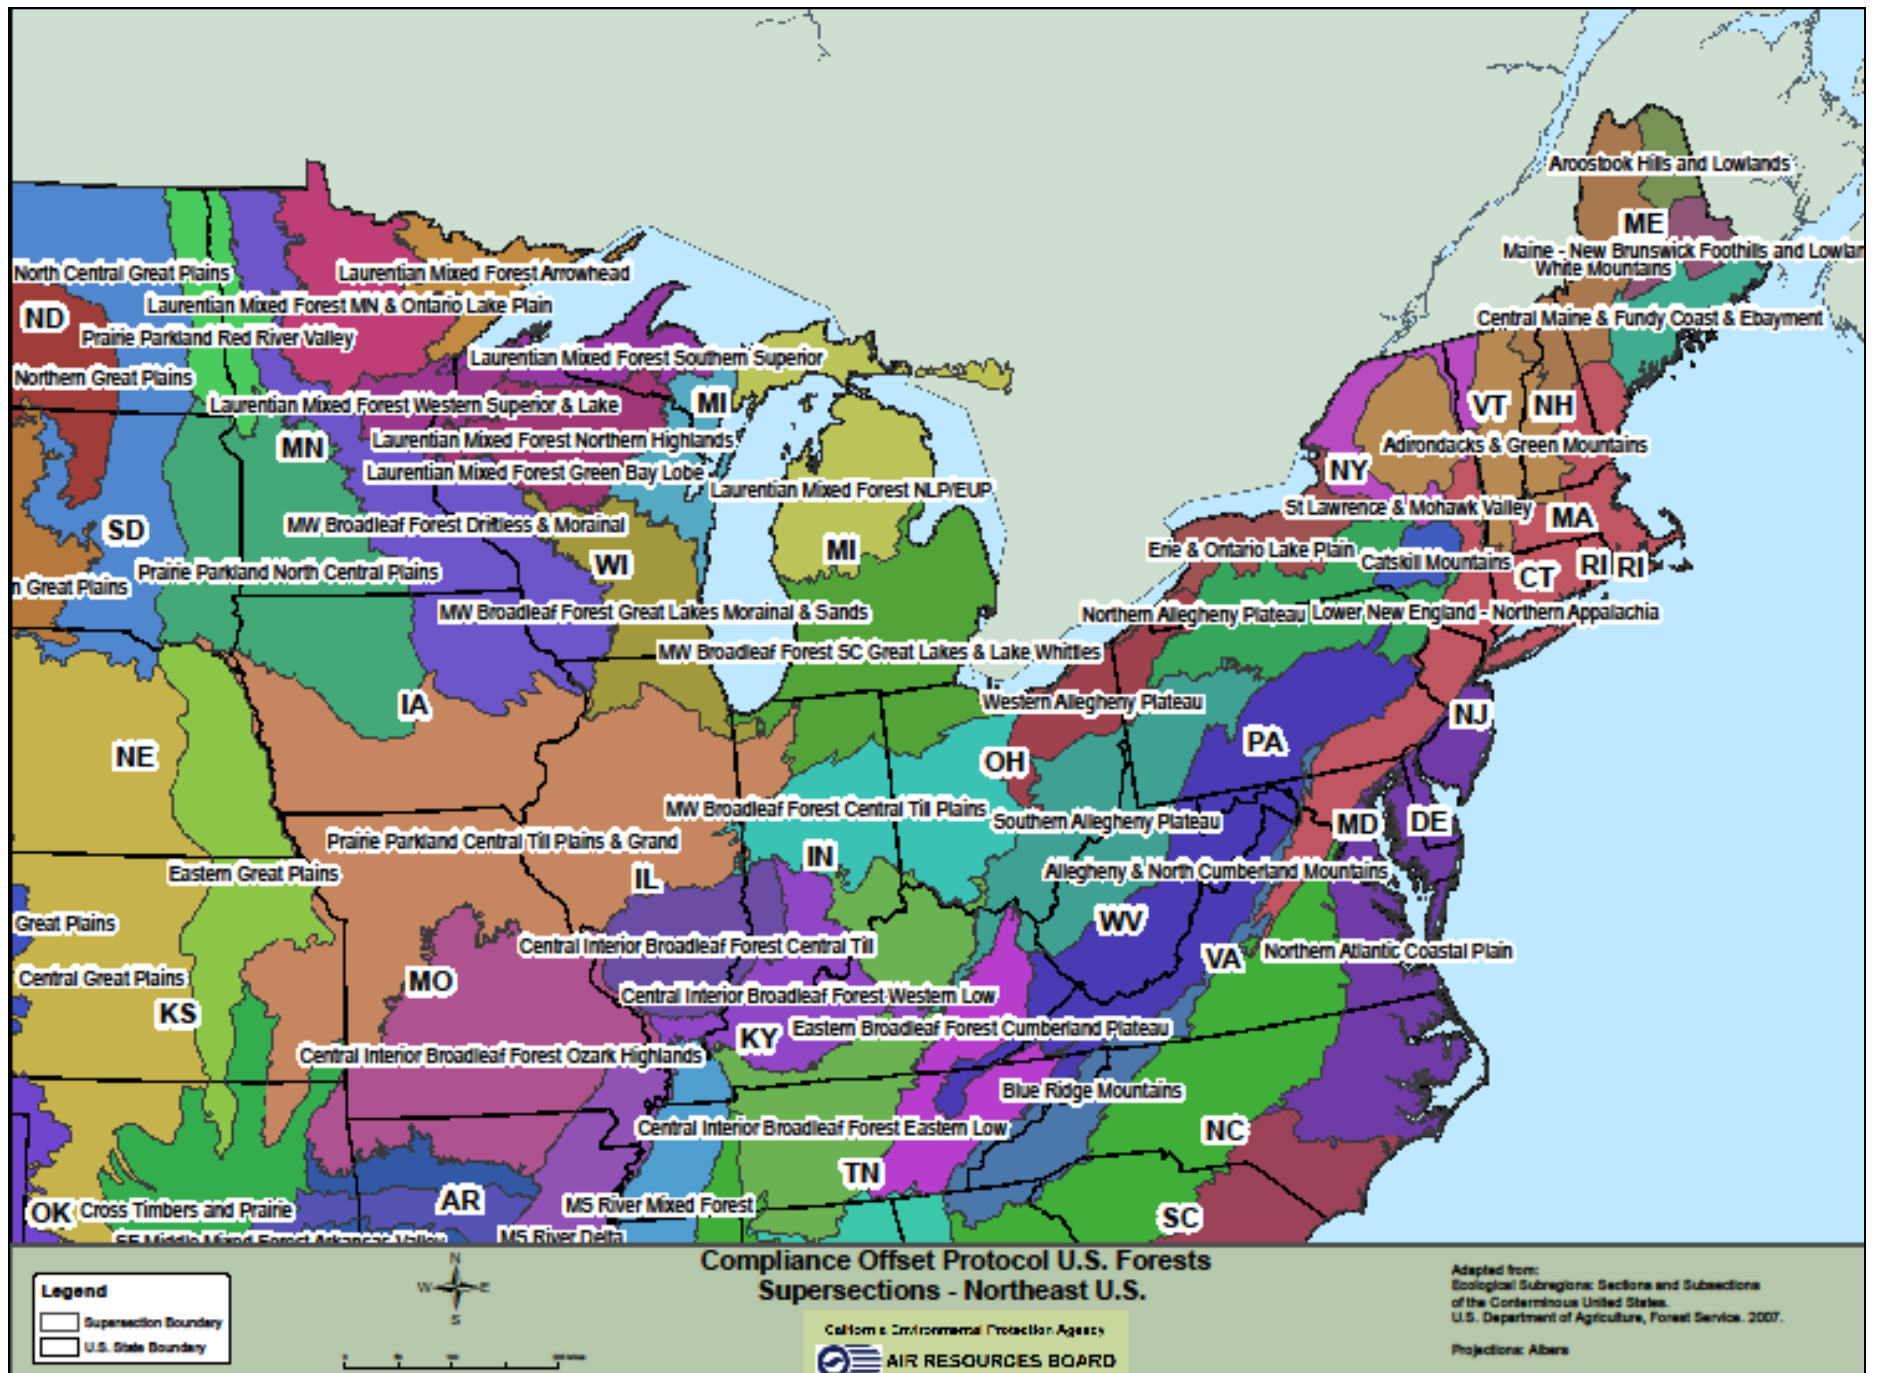 Aroostook Hills and Lowlands
ME
Maine - New Brunswick Foothills and Lowlan
White Mountains
North Central Great Plains
Laurentian Mixed Forest Arrowhead
Laurentian Mixed Forest MN & Ontario Lake Plain
ND
Central Maine & Fundy Coast & Ebayment
Prairie Parkland Red River Valley
Laurentian Mixed Forest Southern Superior
Northern Great Plains
Laurentian Mixed Forest Western Superior & Lake
MI
VT
NH
MN
Laurentian Mixed Forest Northern Highlands
Adirondacks & Green Mountains
Laurentian Mixed Forest Green Bay Lobe
NY
Laurentian Mixed Forest NLP/EUP
St Lawrence & Mohawk Valley
MA
SD
MW Broadleaf Forest Driftless & Morainal
WI
MI
Erie & Ontario Lake Plain
Catskill Mountains
CT
RI
RI
n Great Plains
Prairie Parkland North Central Plains
MW Broadleaf Forest Great Lakes Morainal & Sands
Northern Allegheny Plateau
Lower New England - Northern Appalachia
MW Broadleaf Forest SC Great Lakes & Lake Whittles
IA
Western Allegheny Plateau
NJ
NE
PA
OH
MW Broadleaf Forest Central Till Plains
Southern Allegheny Plateau
MD
DE
Prairie Parkland Central Till Plains & Grand
IN
Eastern Great Plains
IL
Allegheny & North Cumberland Mountains
Great Plains
WV
Central Interior Broadleaf Forest Central Till
VA
Northern Atlantic Coastal Plain
Central Great Plains
MO
Central Interior Broadleaf Forest Western Low
KS
KY
Eastern Broadleaf Forest Cumberland Plateau
Central Interior Broadleaf Forest Ozark Highlands
Blue Ridge Mountains
Central Interior Broadleaf Forest Eastern Low
NC
TN
OK
Cross Timbers and Prairie
AR
MS River Mixed Forest
SC
SE Middle Mixed Forest Arkansas Valley
MS River Delta
Legend
Supersection Boundary
U.S. State Boundary
N
W
E
S
Compliance Offset Protocol U.S. Forests
Supersections - Northeast U.S.
California Environmental Protection Agency
AIR RESOURCES BOARD
Adapted from:
Ecological Subregions: Sections and Subsections
of the Conterminous United States.
U.S. Department of Agriculture, Forest Service. 2007.
Projections: Albers